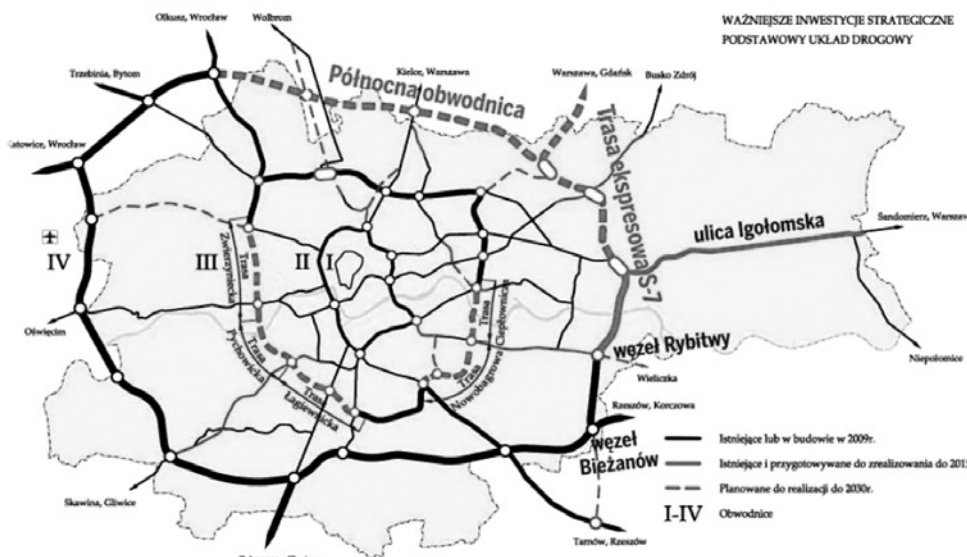 WAŻNIEJSZE INWESTYCJE STRATEGICZNE
PODSTAWOWY UKŁAD DROGOWY
Olkusz, Wrocław
Wolbrom
Trzebinia, Bytom
Północna obwodnica
Kielce, Warszawa
Warszawa, Gdańsk
Busko Zdrój
Trasa ekspresowa S-7
Katowice, Wrocław
ulica Igołomska
Sandomierz, Warszaw
IV
III
II
I
Trasa
Zwierzyniecka
Trasa
Pychowicka
Trasa
Łagiewnicka
Trasa
Ciepłownicza
Trasa
Nowobagrowa
Oświęcim
węzeł Rybitwy
Wieliczka
Niepołomice
Rzeszów, Korczowa
węzeł
Bieżanów
Skawina, Gliwice
Tarnów, Rzeszów
Istniejące lub w budowie w 2009r.
Istniejące i przygotowywane do zrealizowania do 201
Planowane do realizacji do 2030r.
I-IV Obwodnice